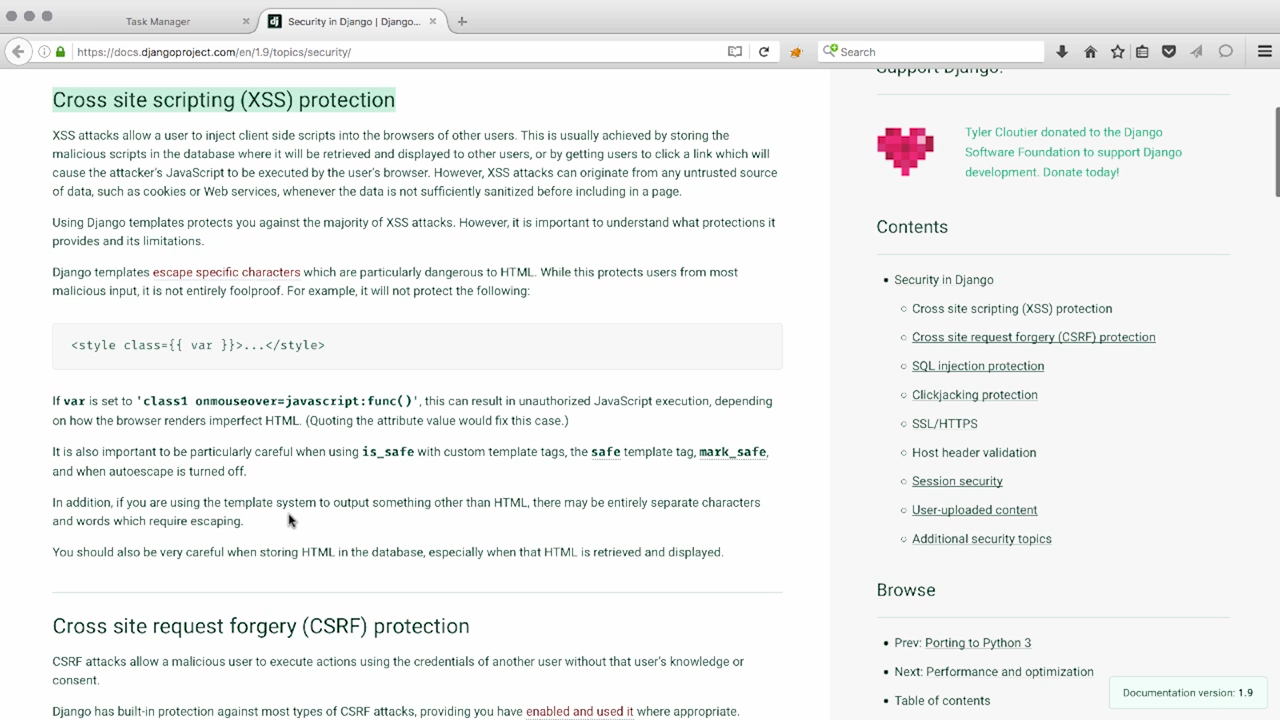 Task Manager
Security in Django | Django...
https://docs.djangoproject.com/en/1.9/topics/security/
Search
Cross site scripting (XSS) protection
XSS attacks allow a user to inject client side scripts into the browsers of other users. This is usually achieved by storing the
malicious scripts in the database where it will be retrieved and displayed to other users, or by getting users to click a link which will
cause the attacker's JavaScript to be executed by the user's browser. However, XSS attacks can originate from any untrusted source
of data, such as cookies or Web services, whenever the data is not sufficiently sanitized before including in a page.
Using Django templates protects you against the majority of XSS attacks. However, it is important to understand what protections it
provides and its limitations.
Django templates escape specific characters which are particularly dangerous to HTML. While this protects users from most
malicious input, it is not entirely foolproof. For example, it will not protect the following:
<style class={{ var }}>...</style>
If var is set to 'class1 onmouseover=javascript:func()', this can result in unauthorized JavaScript execution, depending
on how the browser renders imperfect HTML. (Quoting the attribute value would fix this case.)
It is also important to be particularly careful when using is_safe with custom template tags, the safe template tag, mark_safe,
and when autoescape is turned off.
In addition, if you are using the template system to output something other than HTML, there may be entirely separate characters
and words which require escaping.
You should also be very careful when storing HTML in the database, especially when that HTML is retrieved and displayed.
Cross site request forgery (CSRF) protection
CSRF attacks allow a malicious user to execute actions using the credentials of another user without that user's knowledge or
consent.
Django has built-in protection against most types of CSRF attacks, providing you have enabled and used it where appropriate.
Support Django!
Tyler Cloutier donated to the Django
Software Foundation to support Django
development. Donate today!
Contents
Security in Django
Cross site scripting (XSS) protection
Cross site request forgery (CSRF) protection
SQL injection protection
Clickjacking protection
SSL/HTTPS
Host header validation
Session security
User-uploaded content
Additional security topics
Browse
Prev: Porting to Python 3
Next: Performance and optimization
Table of contents
Documentation version: 1.9